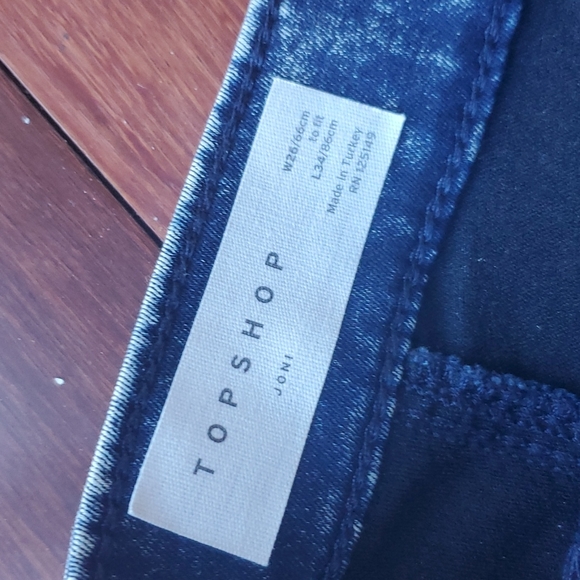 TOPSHOP
JONI
W26/66cm
to fit
L34/86cm
Made in Turkey
RN 125149